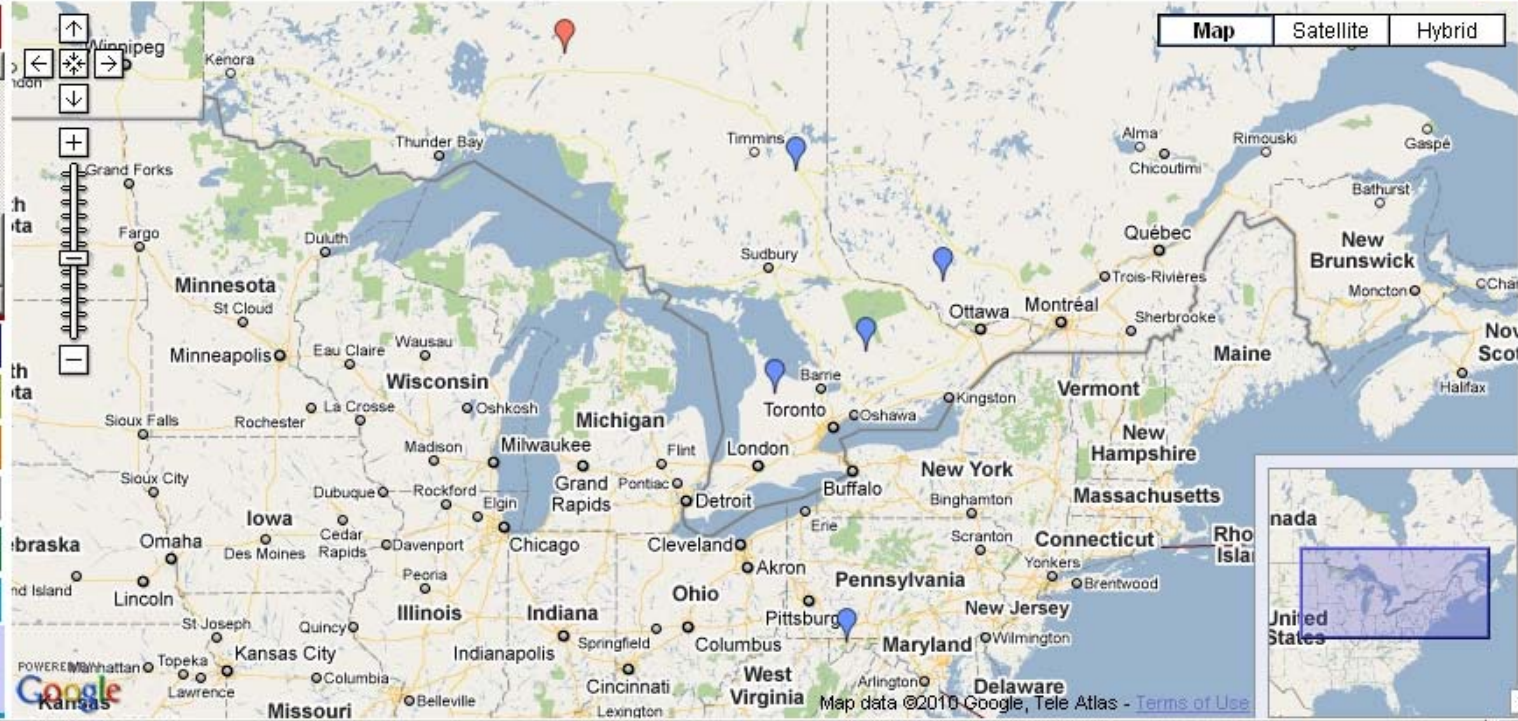 Map
Satellite
Hybrid
Winnipeg
Kenora
Timmins
Alma
Rimouski
Gaspé
Thunder Bay
Chicoutimi
Grand Forks
Bathurst
Fargo
Duluth
Québec
New
Brunswick
Sudbury
Trois-Rivières
Minnesota
Moncton
St Cloud
Ottawa
Montréal
Sherbrooke
Minneapolis
Eau Claire
Wausau
Maine
Wisconsin
Barrie
Vermont
Halifax
Kingston
Sioux Falls
Rochester
La Crosse
Oshkosh
Michigan
Toronto
Oshawa
New
Hampshire
Madison
Milwaukee
Flint
London
Sioux City
Dubuque
Rockford
Elgin
Grand
Rapids
Pontiac
Detroit
Buffalo
New York
Binghamton
Massachusetts
Iowa
Omaha
Des Moines
Cedar
Rapids
Davenport
Chicago
Cleveland
Erie
Scranton
Connecticut
Akron
Yonkers
Brentwood
Lincoln
Peoria
Illinois
Indiana
Ohio
Pennsylvania
New Jersey
St Joseph
Quincy
Springfield
Columbus
Pittsburg
Maryland
Wilmington
Indianapolis
Kansas City
Topeka
Lawrence
Columbia
Cincinnati
West
Virginia
Arlington
Delaware
POWERED BY
Google
Kansas
Missouri
Belleville
Lexington
Map data ©2010 Google, Tele Atlas - Terms of Use
nada
United
States